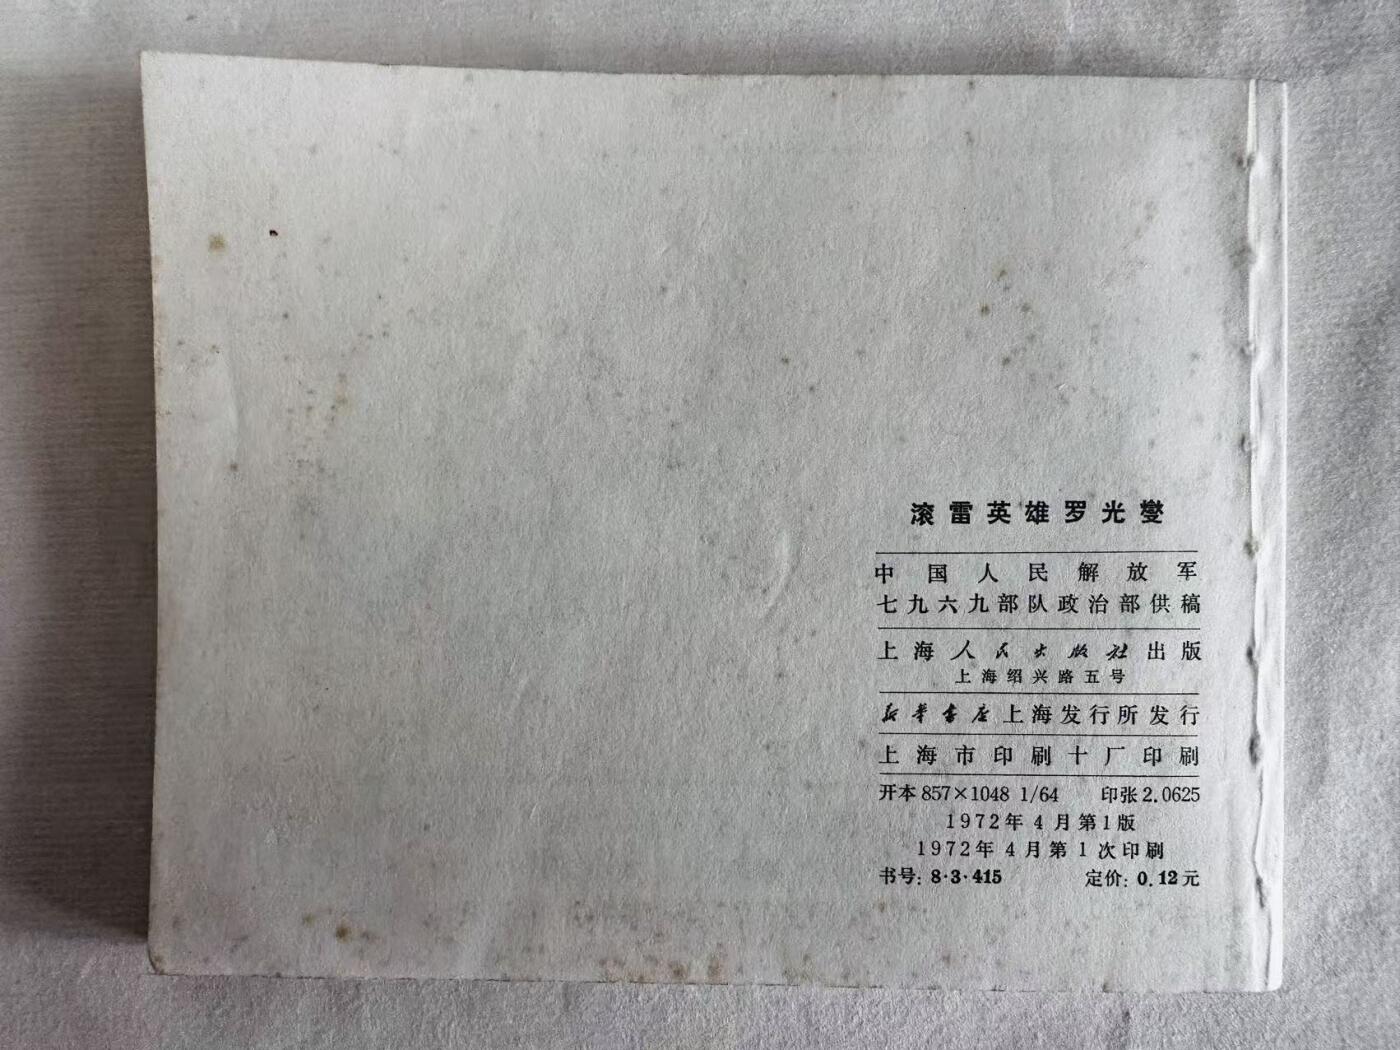 滚雷英雄罗光燮
中国人民解放军
七九六九部队政治部供稿
上海人民出版社出版
上海绍兴路五号
新华书店上海发行所发行
上海市印刷十厂印刷
开本 857×1048 1/64 印张 2.0625
1972年4月第1版
1972年4月第1次印刷
书号: 8·3·415 定价: 0.12元